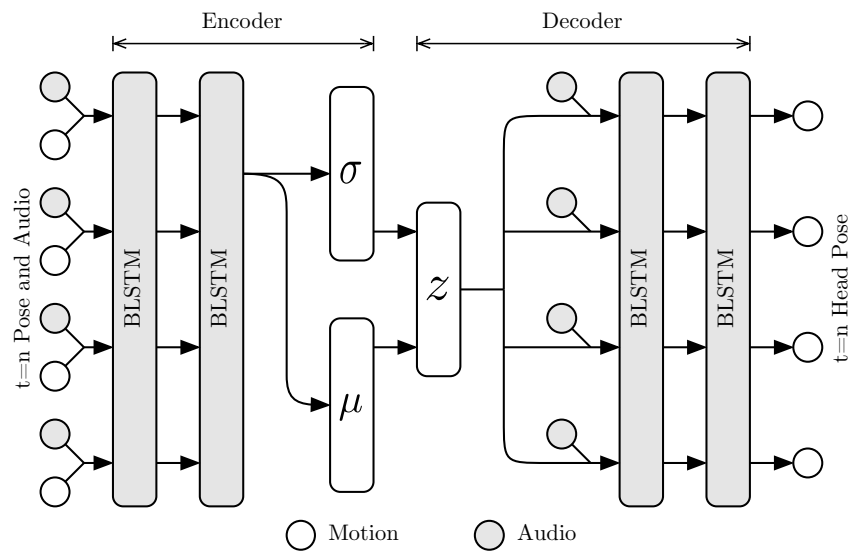 Encoder
Decoder
t=n Pose and Audio
BLSTM
BLSTM
σ
μ
z
BLSTM
BLSTM
t=n Head Pose
Motion
Audio